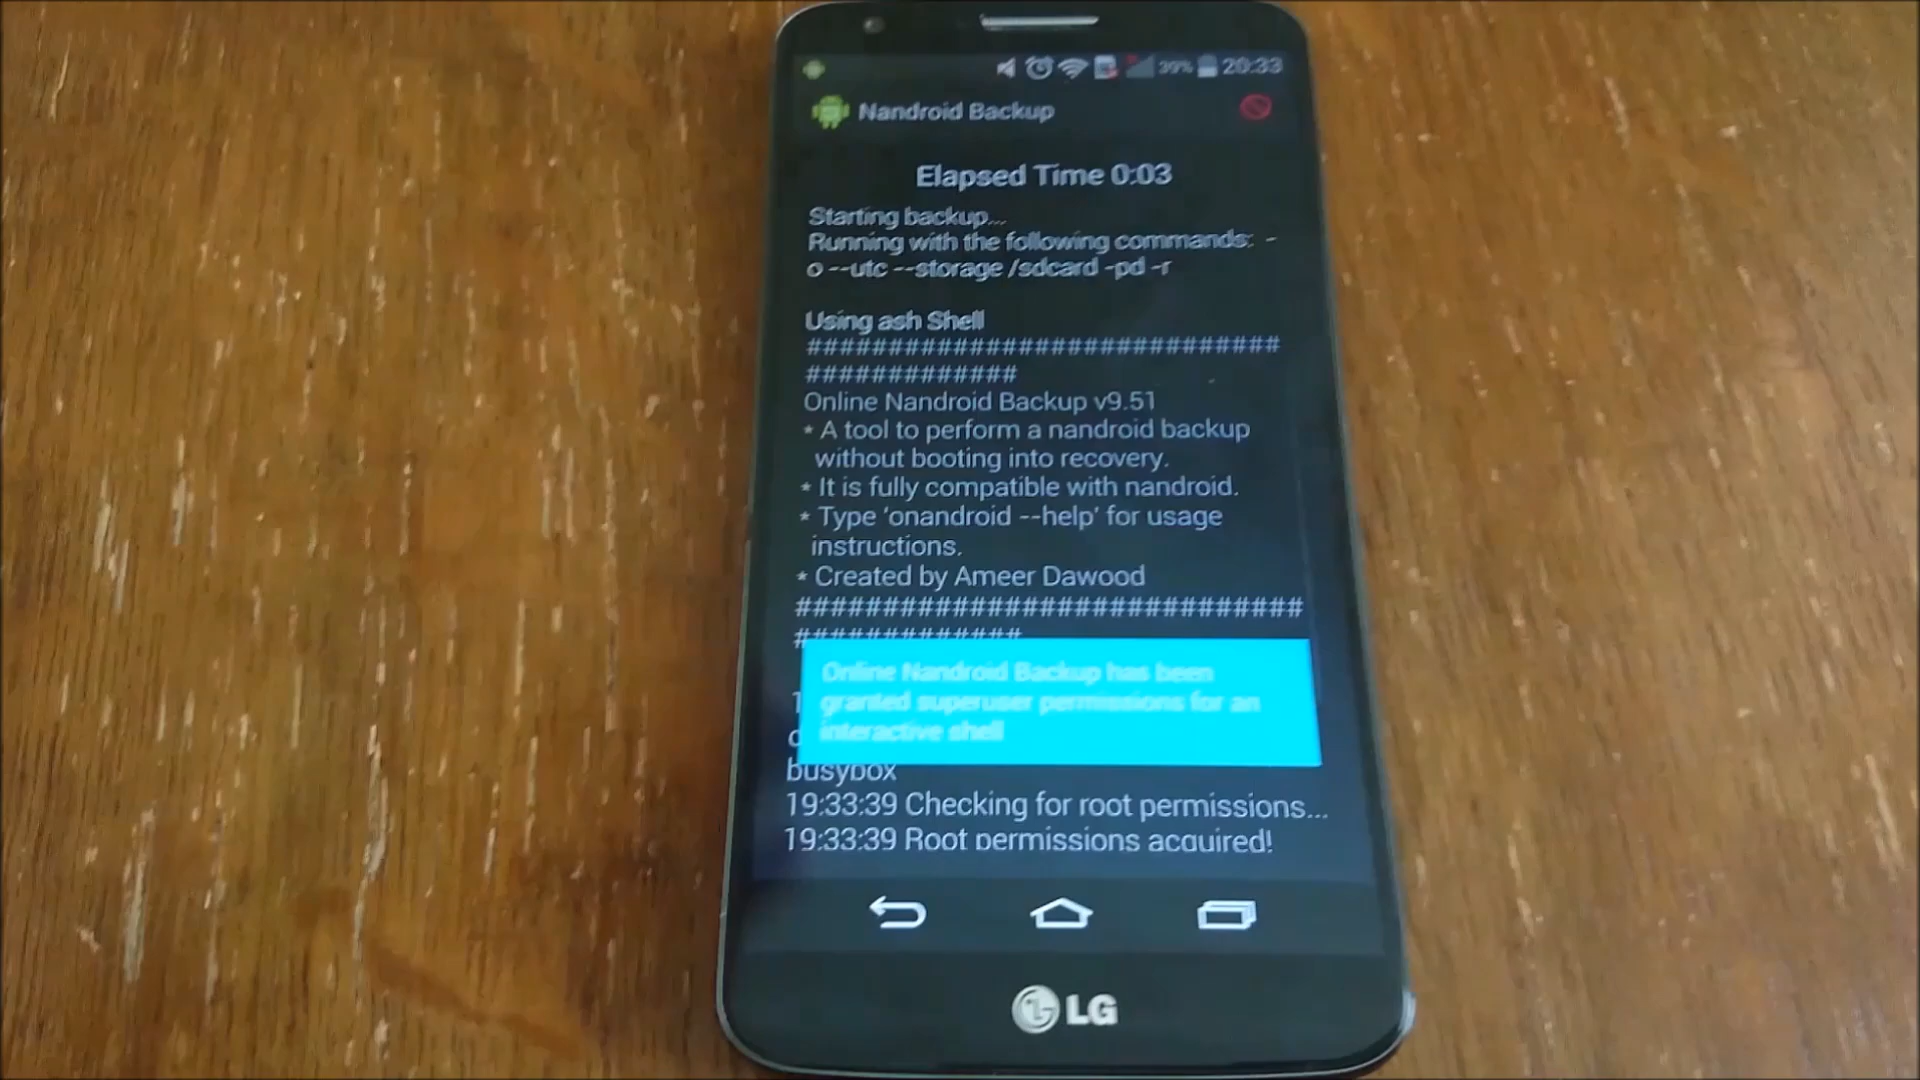 39% 20:33
Nandroid Backup
Elapsed Time 0:03
Starting backup...
Running with the following commands: -
o --utc --storage /sdcard -pd -r
Using ash Shell
#############################
#############
Online Nandroid Backup v9.51
* A tool to perform a nandroid backup
without booting into recovery.
* It is fully compatible with nandroid.
* Type 'onandroid --help' for usage
instructions.
* Created by Ameer Dawood
#############################
#############
Online Nandroid Backup has been
granted superuser permissions for an
interactive shell
busybox
19:33:39 Checking for root permissions...
19:33:39 Root permissions acquired!
LG